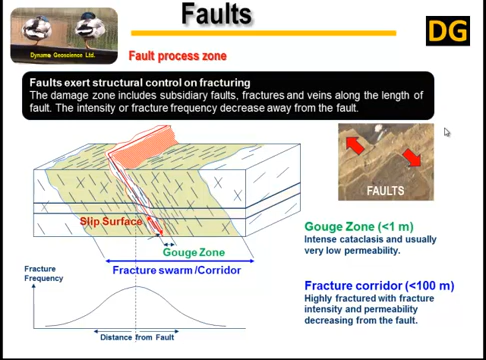 Faults
DG
Dynamo Geoscience Ltd.
Fault process zone
Faults exert structural control on fracturing
The damage zone includes subsidiary faults, fractures and veins along the length of
fault. The intensity or fracture frequency decrease away from the fault.
FAULTS
Slip Surface
Gouge Zone
Fracture swarm /Corridor
Gouge Zone (<1 m)
Intense cataclasis and usually
very low permeability.
Fracture corridor (<100 m)
Highly fractured with fracture
intensity and permeability
decreasing from the fault.
Fracture
Frequency
Distance from Fault